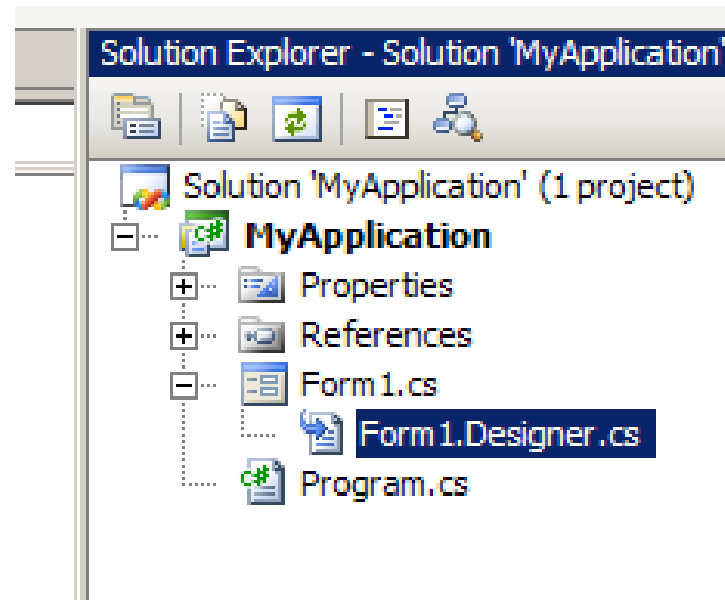 Solution Explorer - Solution 'MyApplication'
Solution 'MyApplication' (1 project)
C# MyApplication
Properties
References
Form1.cs
Form1.Designer.cs
C# Program.cs